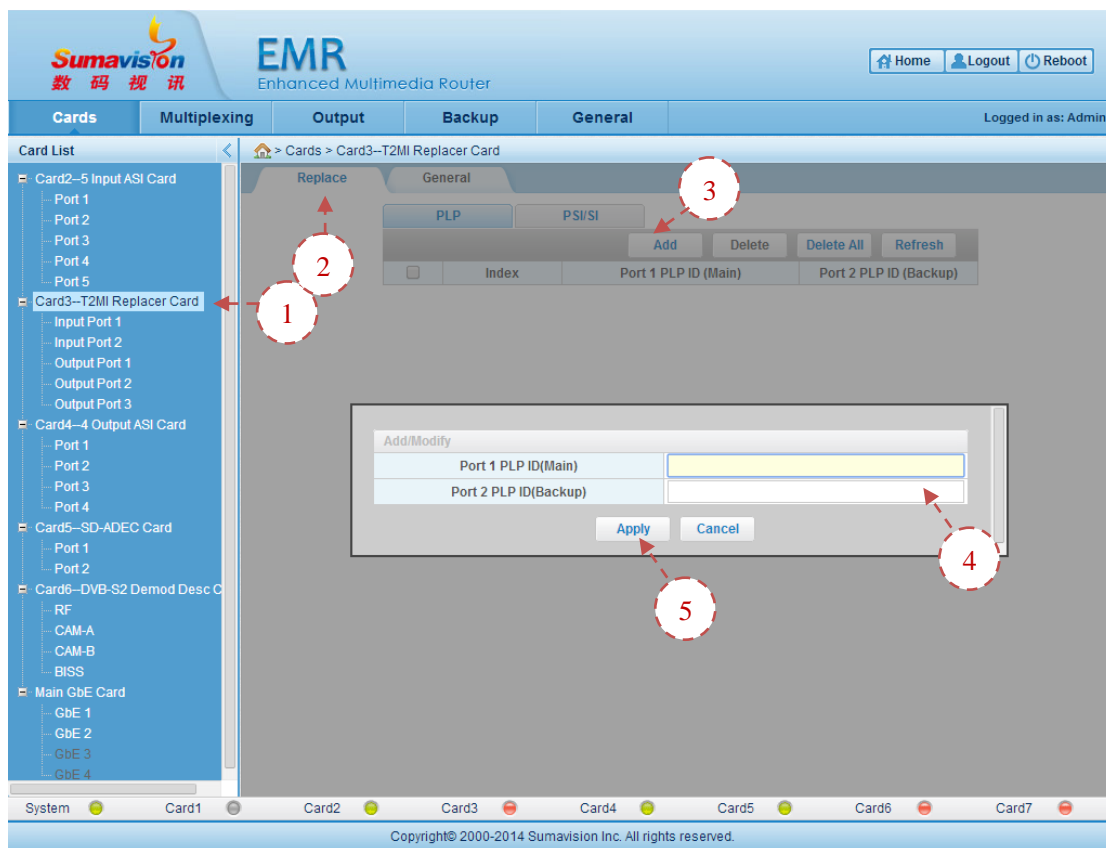 Sumavision
数 码 视 讯
EMR
Enhanced Multimedia Router
Home
Logout
Reboot
Cards
Multiplexing
Output
Backup
General
Logged in as: Admin
Card List
> Cards > Card3--T2MI Replacer Card
Card2--5 Input ASI Card
Port 1
Port 2
Port 3
Port 4
Port 5
Card3--T2MI Replacer Card
Input Port 1
Input Port 2
Output Port 1
Output Port 2
Output Port 3
Card4--4 Output ASI Card
Port 1
Port 2
Port 3
Port 4
Card5--SD-ADEC Card
Port 1
Port 2
Card6--DVB-S2 Demod Desc C
RF
CAM-A
CAM-B
BISS
Main GbE Card
GbE 1
GbE 2
GbE 3
GbE 4
Replace
General
PLP
PSI/SI
Add
Delete
Delete All
Refresh
Index
Port 1 PLP ID (Main)
Port 2 PLP ID (Backup)
1
2
3
Add/Modify
Port 1 PLP ID(Main)
Port 2 PLP ID(Backup)
Apply
Cancel
4
5
System
Card1
Card2
Card3
Card4
Card5
Card6
Card7
Copyright© 2000-2014 Sumavision Inc. All rights reserved.